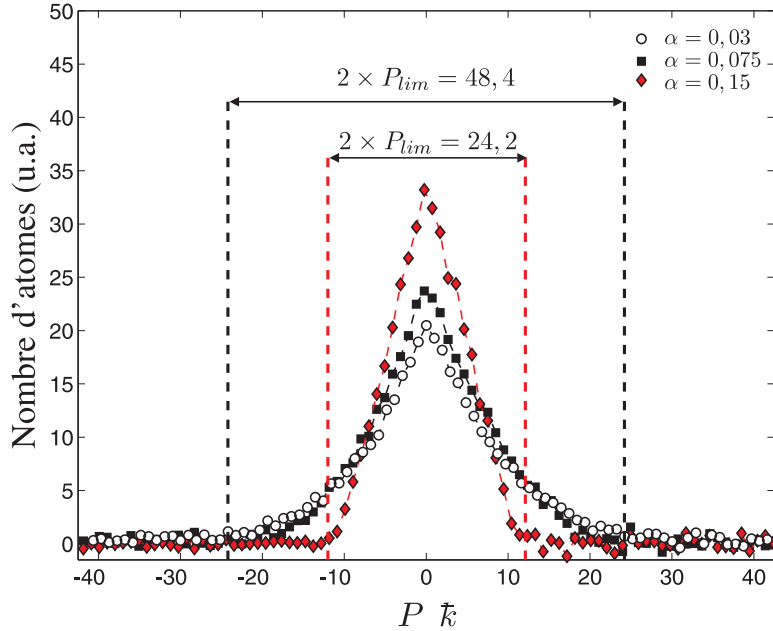 50
45
40
35
30
25
20
15
10
5
0
Nombre d'atomes (u.a.)
α = 0, 03
α = 0, 075
α = 0, 15
2 × P_lim = 48, 4
2 × P_lim = 24, 2
-40 -30 -20 -10 0 10 20 30 40
P ħk